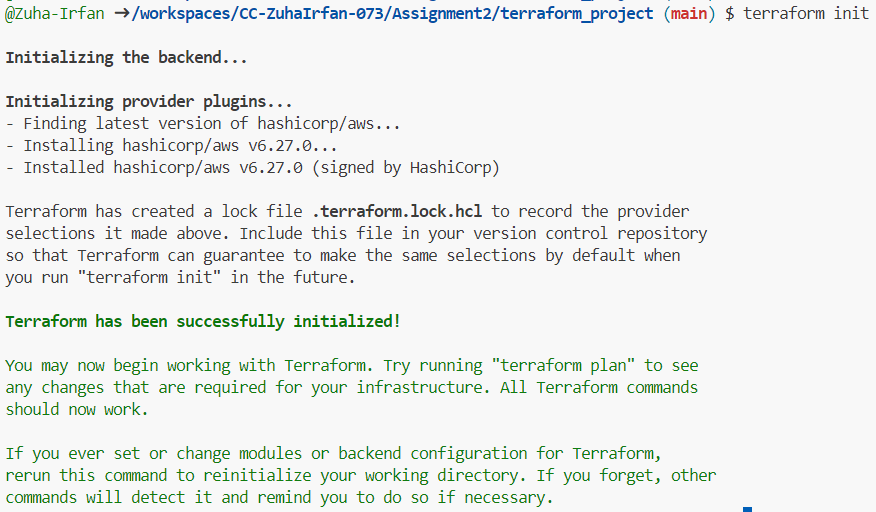 @Zuha-Irfan →/workspaces/CC-ZuhaIrfan-073/Assignment2/terraform_project (main) $ terraform init
Initializing the backend...
Initializing provider plugins...
- Finding latest version of hashicorp/aws...
- Installing hashicorp/aws v6.27.0...
- Installed hashicorp/aws v6.27.0 (signed by HashiCorp)
Terraform has created a lock file .terraform.lock.hcl to record the provider
selections it made above. Include this file in your version control repository
so that Terraform can guarantee to make the same selections by default when
you run "terraform init" in the future.
Terraform has been successfully initialized!
You may now begin working with Terraform. Try running "terraform plan" to see
any changes that are required for your infrastructure. All Terraform commands
should now work.
If you ever set or change modules or backend configuration for Terraform,
rerun this command to reinitialize your working directory. If you forget, other
commands will detect it and remind you to do so if necessary.